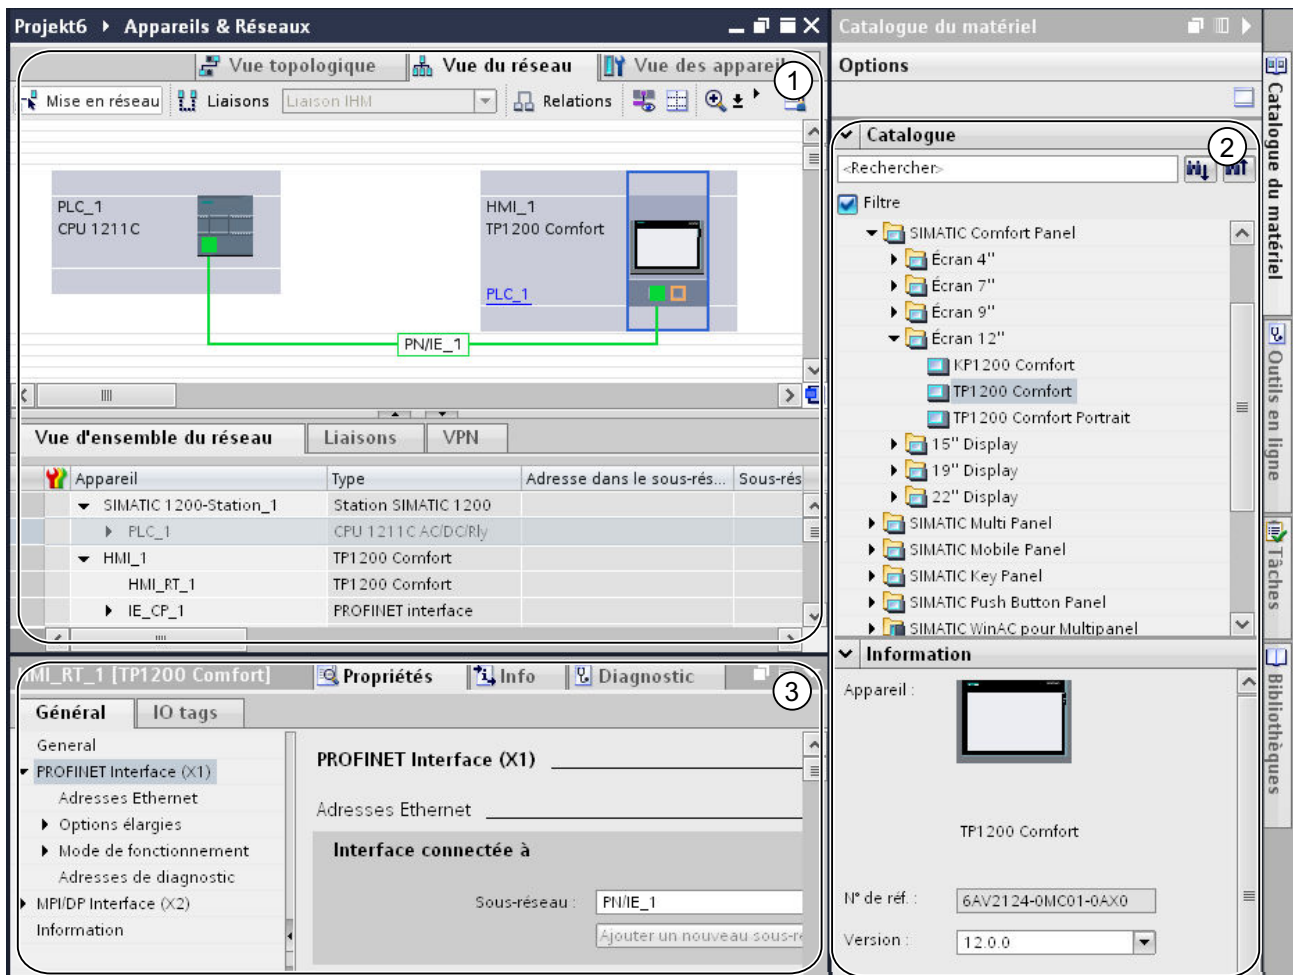 Projekt6 ▸ Appareils & Réseaux
Vue topologique
Vue du réseau
Vue des appareil
1
Mise en réseau
Liaisons
Liaison IHM
Relations
PLC_1
CPU 1211C
HMI_1
TP1200 Comfort
PLC_1
PN/IE_1
Vue d'ensemble du réseau
Liaisons
VPN
Appareil
Type
Adresse dans le sous-rés...
Sous-rés
SIMATIC 1200-Station_1
Station SIMATIC 1200
PLC_1
CPU 1211C AC/DC/Rly
HMI_1
TP1200 Comfort
HMI_RT_1
TP1200 Comfort
IE_CP_1
PROFINET interface
HMI_RT_1 [TP1200 Comfort]
Propriétés
Info
Diagnostic
3
Général
IO tags
General
PROFINET Interface (X1)
Adresses Ethernet
Options élargies
Mode de fonctionnement
Adresses de diagnostic
MPI/DP Interface (X2)
Information
PROFINET Interface (X1)
Adresses Ethernet
Interface connectée à
Sous-réseau :
PN/IE_1
Ajouter un nouveau sous-ré
Catalogue du matériel
Options
Catalogue
2
<Rechercher>
Filtre
SIMATIC Comfort Panel
Écran 4''
Écran 7''
Écran 9''
Écran 12''
KP1200 Comfort
TP1200 Comfort
TP1200 Comfort Portrait
15'' Display
19'' Display
22'' Display
SIMATIC Multi Panel
SIMATIC Mobile Panel
SIMATIC Key Panel
SIMATIC Push Button Panel
SIMATIC WinAC pour Multipanel
Information
Appareil :
TP1200 Comfort
N° de réf. :
6AV2124-0MC01-0AX0
Version :
12.0.0
Catalogue du matériel
Outils en ligne
Tâches
Bibliothèques